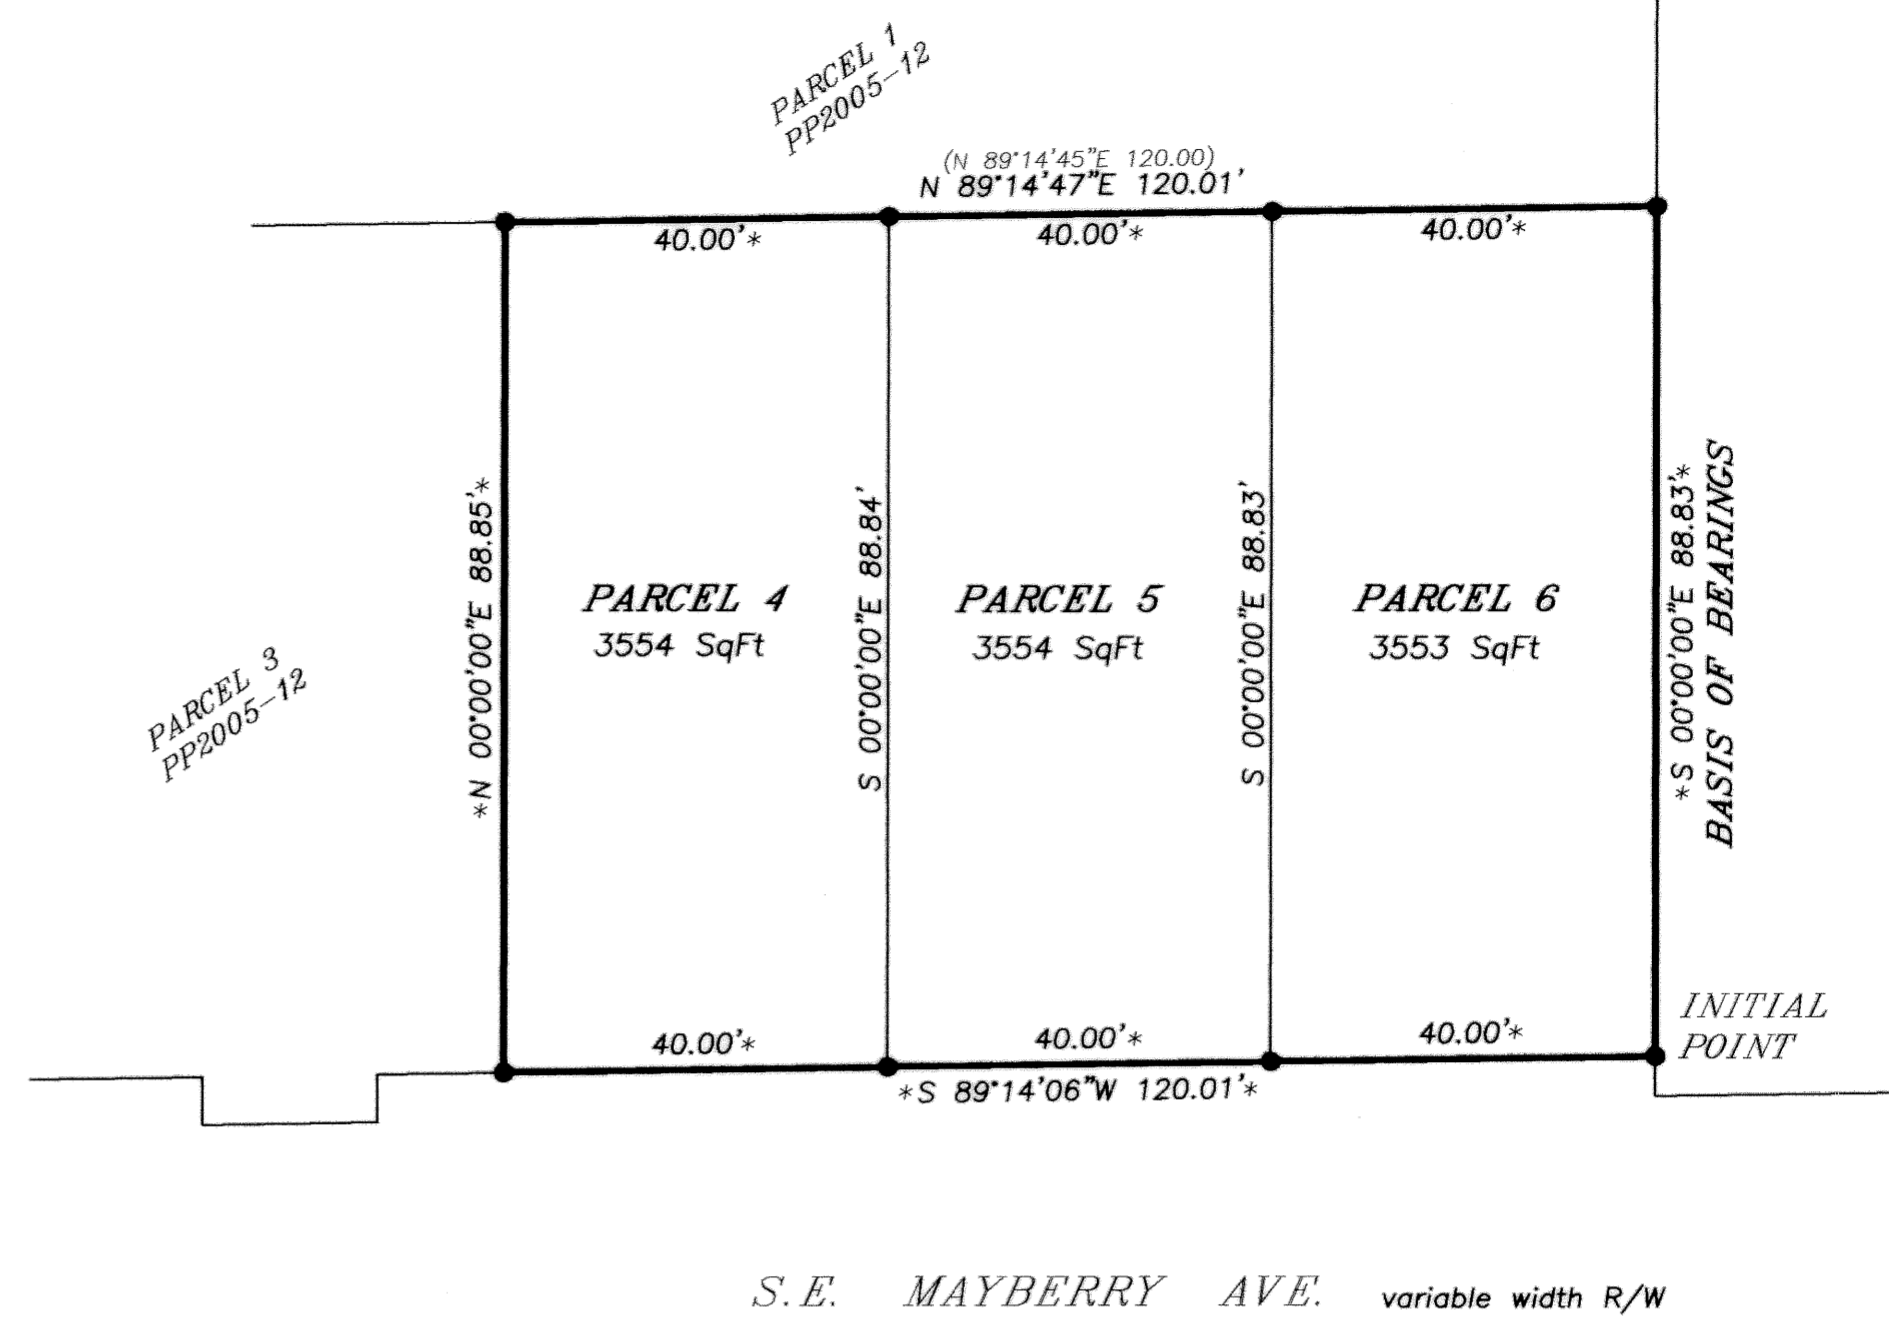 PARCEL 1
PP2005-12
(N 89°14'45"E 120.00)
N 89°14'47"E 120.01'
40.00'*
40.00'*
40.00'*
*N 00°00'00"E 88.85'*
S 00°00'00"E 88.84'
S 00°00'00"E 88.83'
*S 00°00'00"E 88.83'*
BASIS OF BEARINGS
PARCEL 4
3554 SqFt
PARCEL 5
3554 SqFt
PARCEL 6
3553 SqFt
PARCEL 3
PP2005-12
INITIAL
POINT
40.00'*
40.00'*
40.00'*
*S 89°14'06"W 120.01'*
S.E. MAYBERRY AVE. variable width R/W